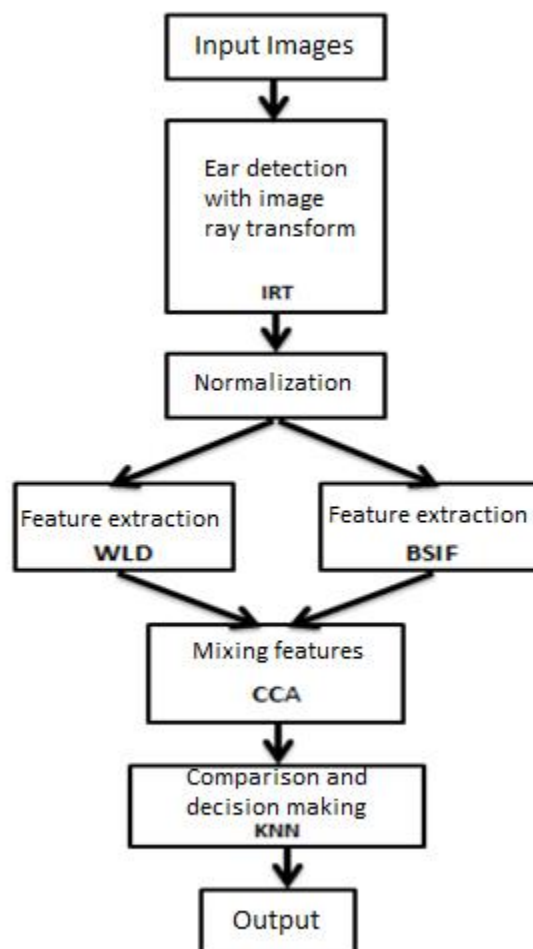 Input Images
Ear detection
with image
ray transform
IRT
Normalization
Feature extraction
WLD
Feature extraction
BSIF
Mixing features
CCA
Comparison and
decision making
KNN
Output